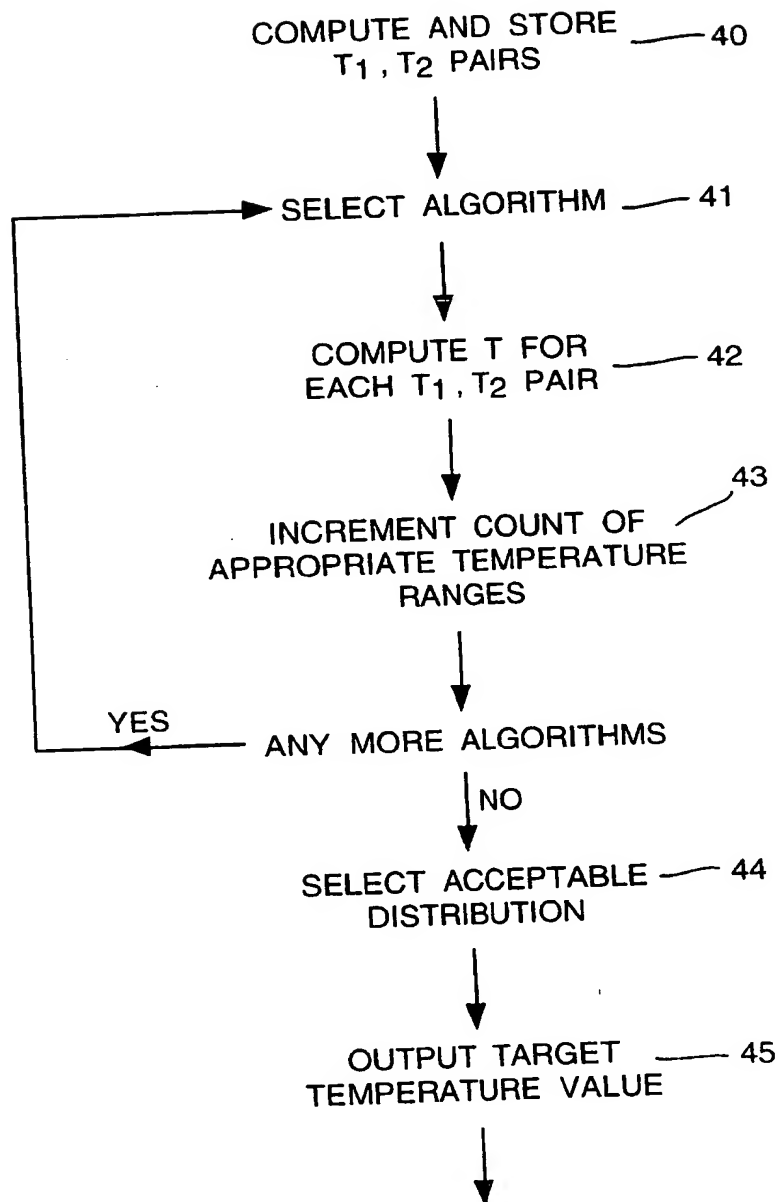 COMPUTE AND STORE 40
T1, T2 PAIRS
SELECT ALGORITHM 41
COMPUTE T FOR 42
EACH T1, T2 PAIR
43
INCREMENT COUNT OF
APPROPRIATE TEMPERATURE
RANGES
YES
ANY MORE ALGORITHMS
NO
SELECT ACCEPTABLE 44
DISTRIBUTION
OUTPUT TARGET 45
TEMPERATURE VALUE